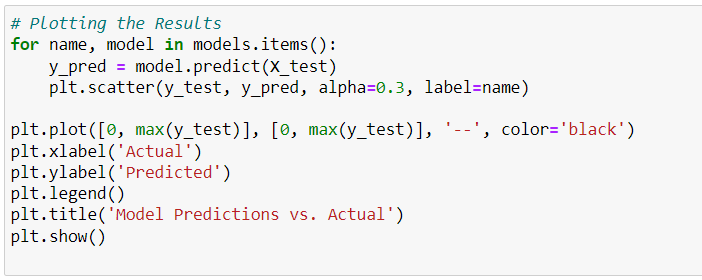 # Plotting the Results
for name, model in models.items():
    y_pred = model.predict(X_test)
    plt.scatter(y_test, y_pred, alpha=0.3, label=name)

plt.plot([0, max(y_test)], [0, max(y_test)], '--', color='black')
plt.xlabel('Actual')
plt.ylabel('Predicted')
plt.legend()
plt.title('Model Predictions vs. Actual')
plt.show()